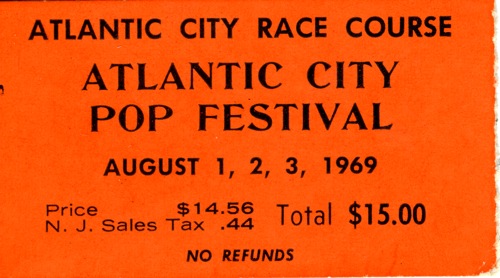 ATLANTIC CITY RACE COURSE
ATLANTIC CITY
POP FESTIVAL
AUGUST 1, 2, 3, 1969
Price $14.56
N. J. Sales Tax .44 Total $15.00
NO REFUNDS